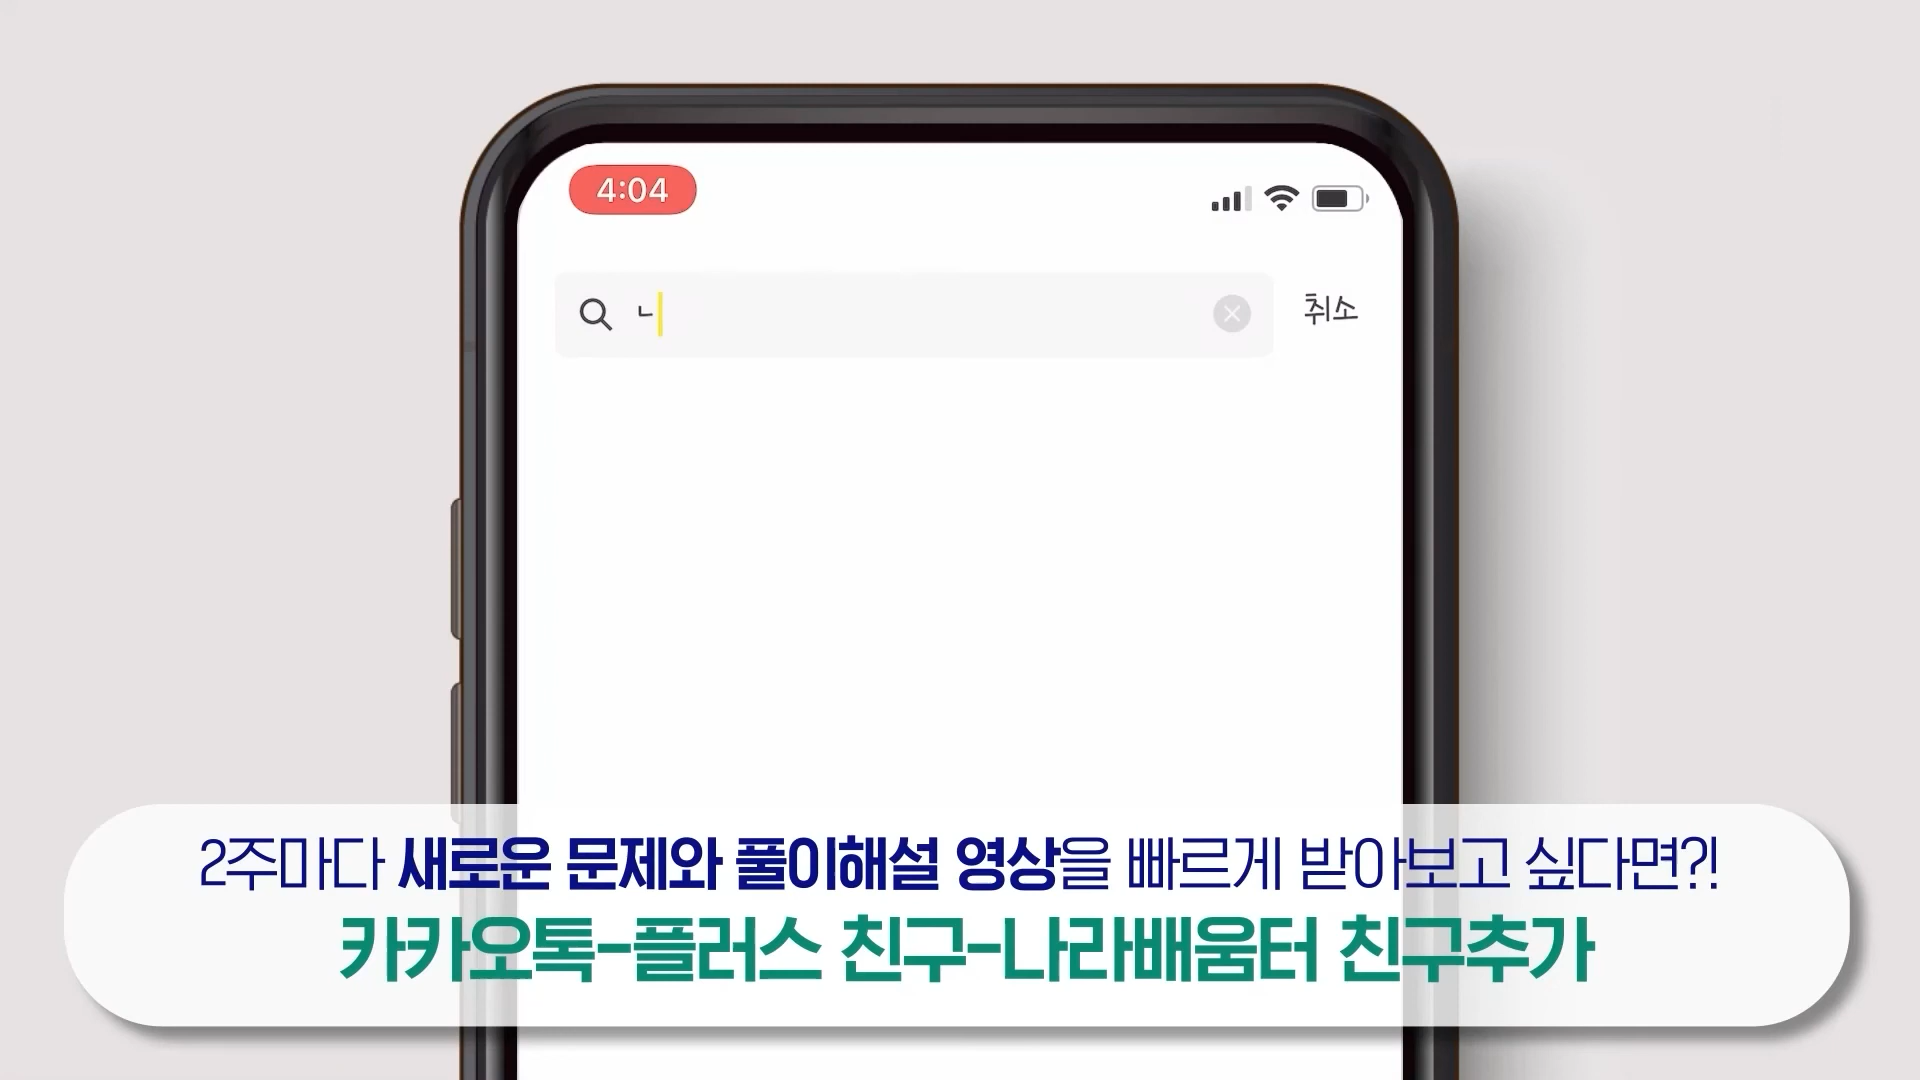 4:04
ㄴ
취소
2주마다 새로운 문제와 풀이해설 영상을 빠르게 받아보고 싶다면?!
카카오톡-플러스 친구-나라배움터 친구추가